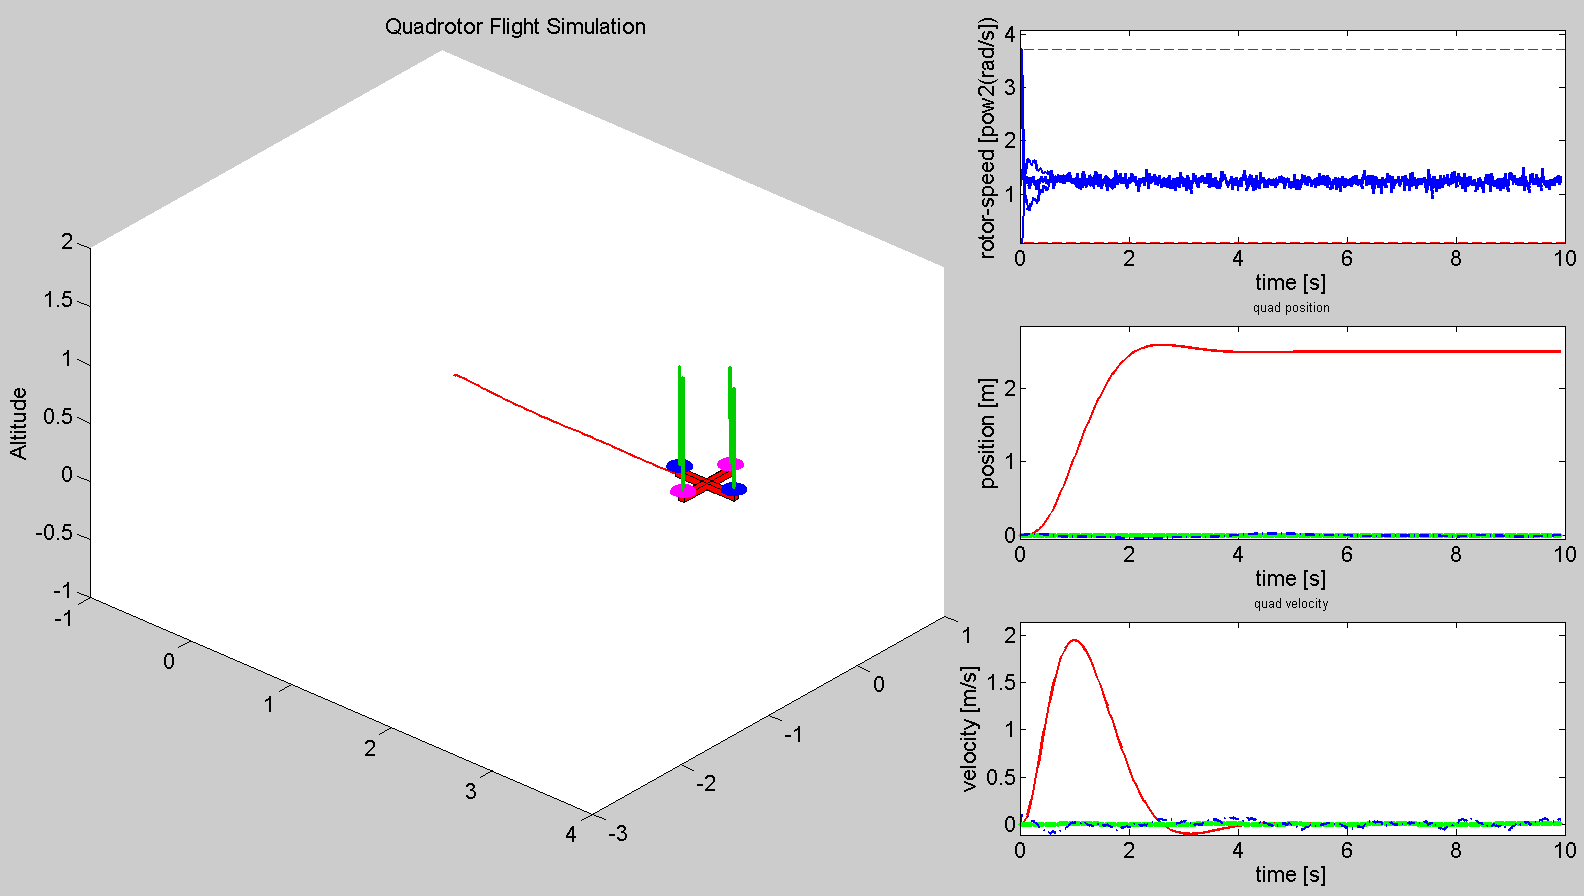 Quadrotor Flight Simulation
Altitude
2
1.5
1
0.5
0
-0.5
-1
-1
0
1
2
3
4
-3
-2
-1
0
1
rotor-speed [pow2(rad/s])
4
3
2
1
0 2 4 6 8 10
time [s]
quad position
position [m]
2
1
0
0 2 4 6 8 10
time [s]
quad velocity
velocity [m/s]
2
1.5
1
0.5
0
0 2 4 6 8 10
time [s]